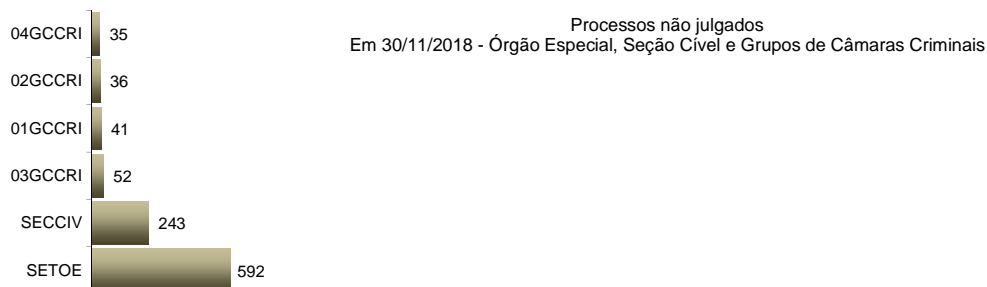 Processos não julgados
Em 30/11/2018 - Órgão Especial, Seção Cível e Grupos de Câmaras Criminais
04GCCRI 35
02GCCRI 36
01GCCRI 41
03GCCRI 52
SECCIV 243
SETOE 592